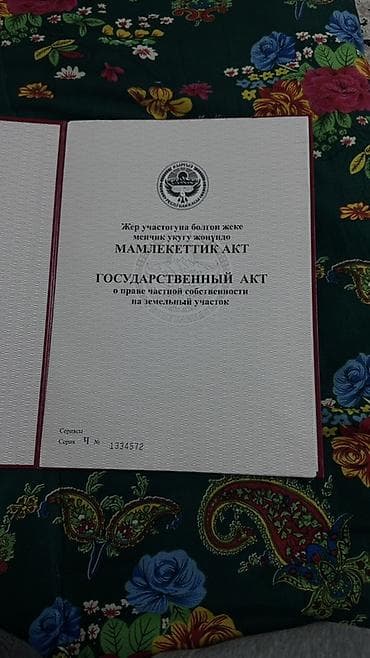 Жер участогуна болгон жеке
менчик укугу жөнүндө
МАМЛЕКЕТТИК АКТ
ГОСУДАРСТВЕННЫЙ АКТ
о праве частной собственности
на земельный участок
Сериясы
Серия Ч № 1334572